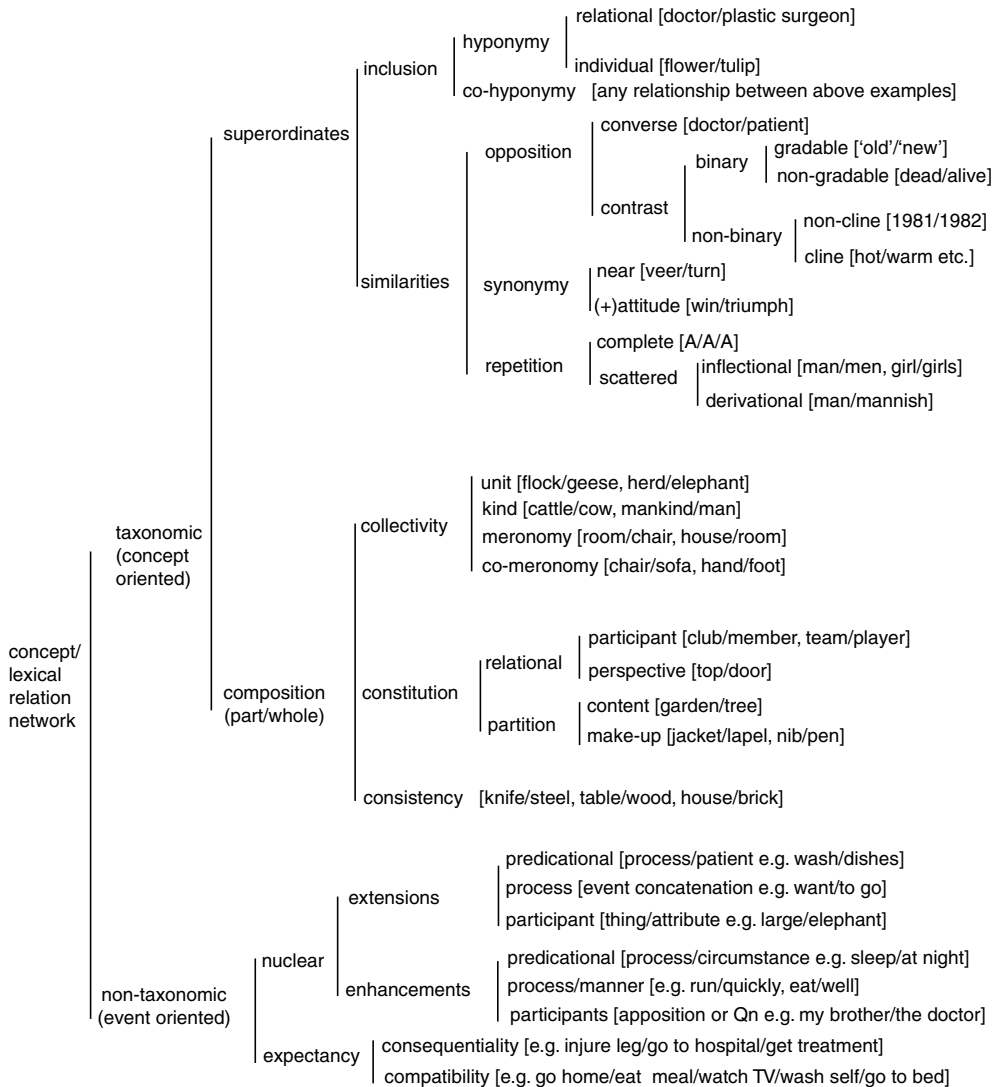 relational [doctor/plastic surgeon]
hyponymy
inclusion
individual [flower/tulip]
co-hyponymy [any relationship between above examples]
superordinates
converse [doctor/patient]
opposition
gradable ['old'/'new']
binary
non-gradable [dead/alive]
contrast
non-cline [1981/1982]
non-binary
cline [hot/warm etc.]
similarities
near [veer/turn]
synonymy
(+)attitude [win/triumph]
complete [A/A/A]
repetition
scattered
inflectional [man/men, girl/girls]
derivational [man/mannish]
unit [flock/geese, herd/elephant]
kind [cattle/cow, mankind/man]
collectivity
meronomy [room/chair, house/room]
co-meronomy [chair/sofa, hand/foot]
taxonomic
(concept
oriented)
participant [club/member, team/player]
relational
perspective [top/door]
concept/
lexical
relation
network
composition
(part/whole)
constitution
content [garden/tree]
partition
make-up [jacket/lapel, nib/pen]
consistency [knife/steel, table/wood, house/brick]
predicational [process/patient e.g. wash/dishes]
extensions
process [event concatenation e.g. want/to go]
participant [thing/attribute e.g. large/elephant]
nuclear
predicational [process/circumstance e.g. sleep/at night]
enhancements
process/manner [e.g. run/quickly, eat/well]
participants [apposition or Qn e.g. my brother/the doctor]
non-taxonomic
(event oriented)
expectancy
consequentiality [e.g. injure leg/go to hospital/get treatment]
compatibility [e.g. go home/eat meal/watch TV/wash self/go to bed]